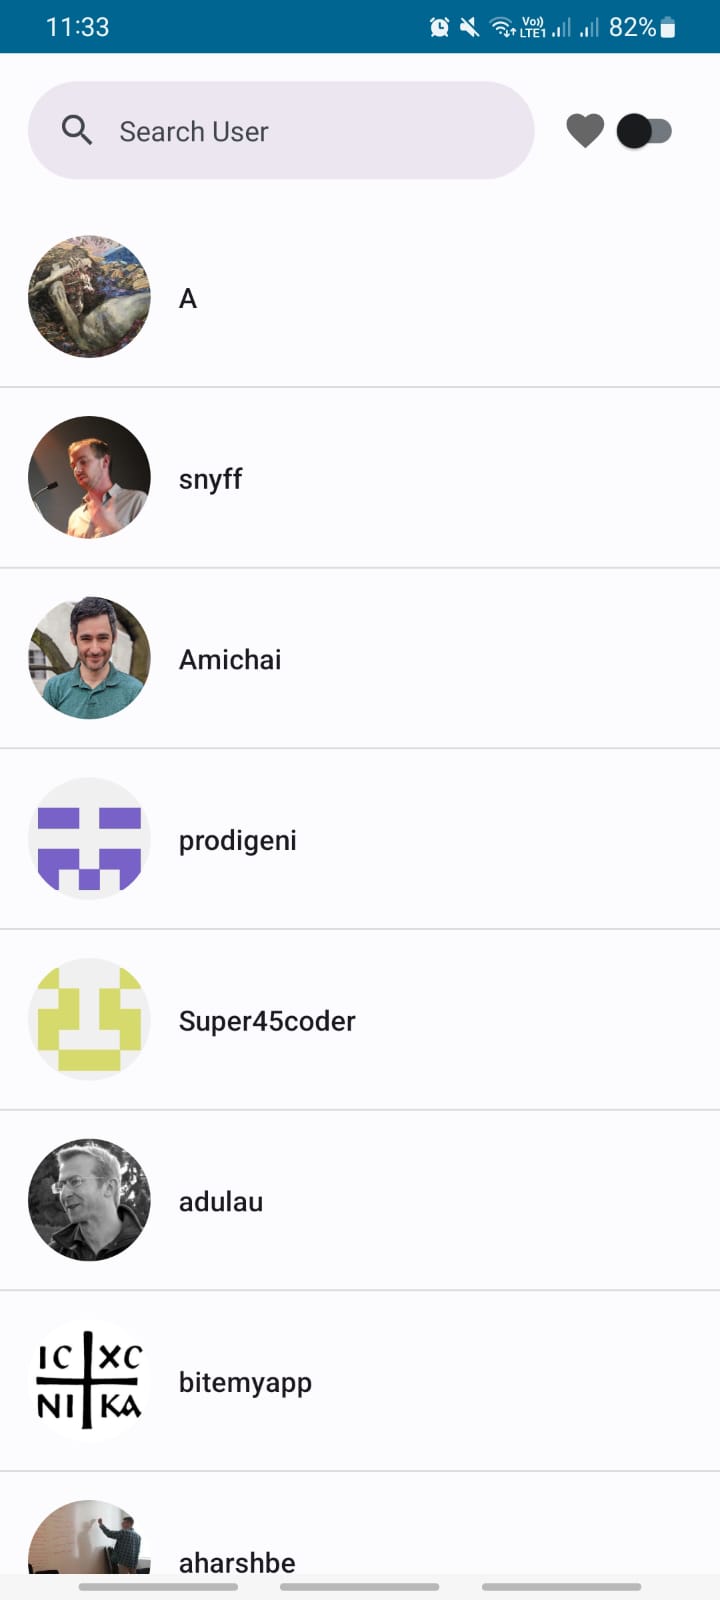 11:33
Vo) LTE1 82%
Search User
A
snyff
Amichai
prodigeni
Super45coder
adulau
IC XC
NI KA
bitemyapp
aharshbe